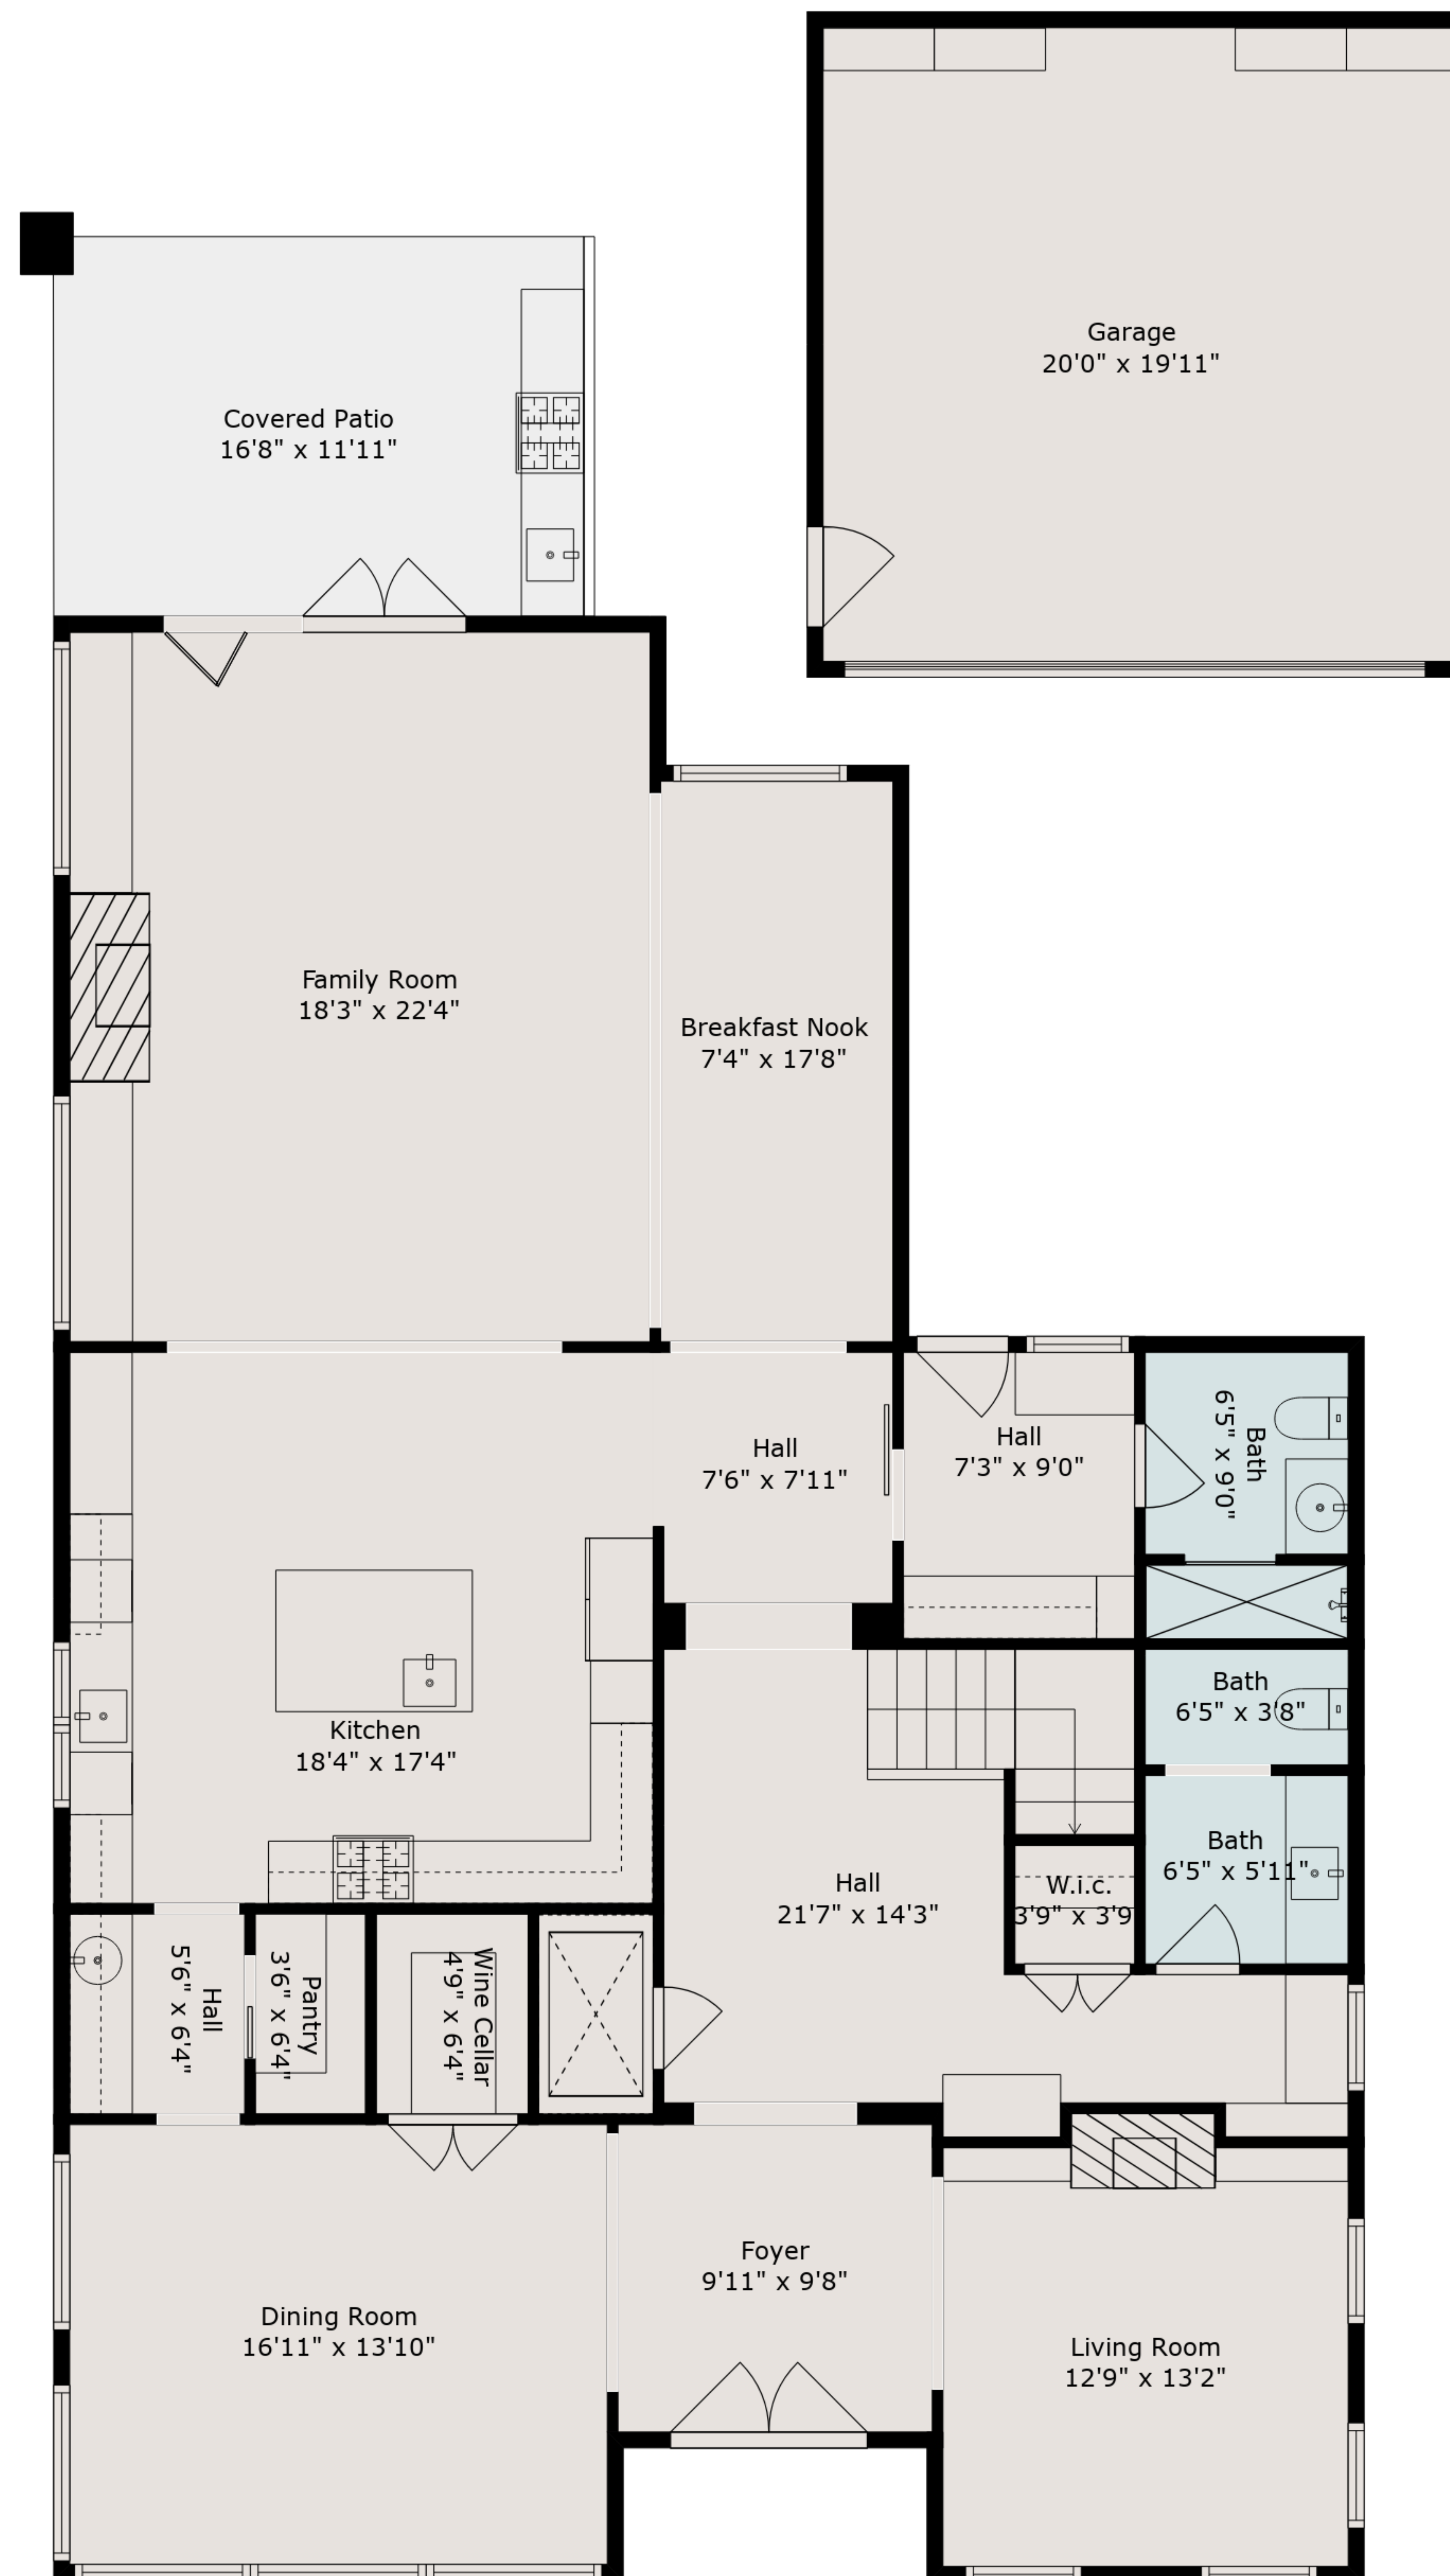 Garage
20'0" x 19'11"
Covered Patio
16'8" x 11'11"
Family Room
18'3" x 22'4"
Breakfast Nook
7'4" x 17'8"
Hall
7'6" x 7'11"
Hall
7'3" x 9'0"
Bath
6'5" x 9'0"
Bath
6'5" x 3'8"
Kitchen
18'4" x 17'4"
Bath
6'5" x 5'11"
Hall
21'7" x 14'3"
W.i.c.
3'9" x 3'9
Hall
5'6" x 6'4"
Pantry
3'6" x 6'4"
Wine Cellar
4'9" x 6'4"
Foyer
9'11" x 9'8"
Dining Room
16'11" x 13'10"
Living Room
12'9" x 13'2"